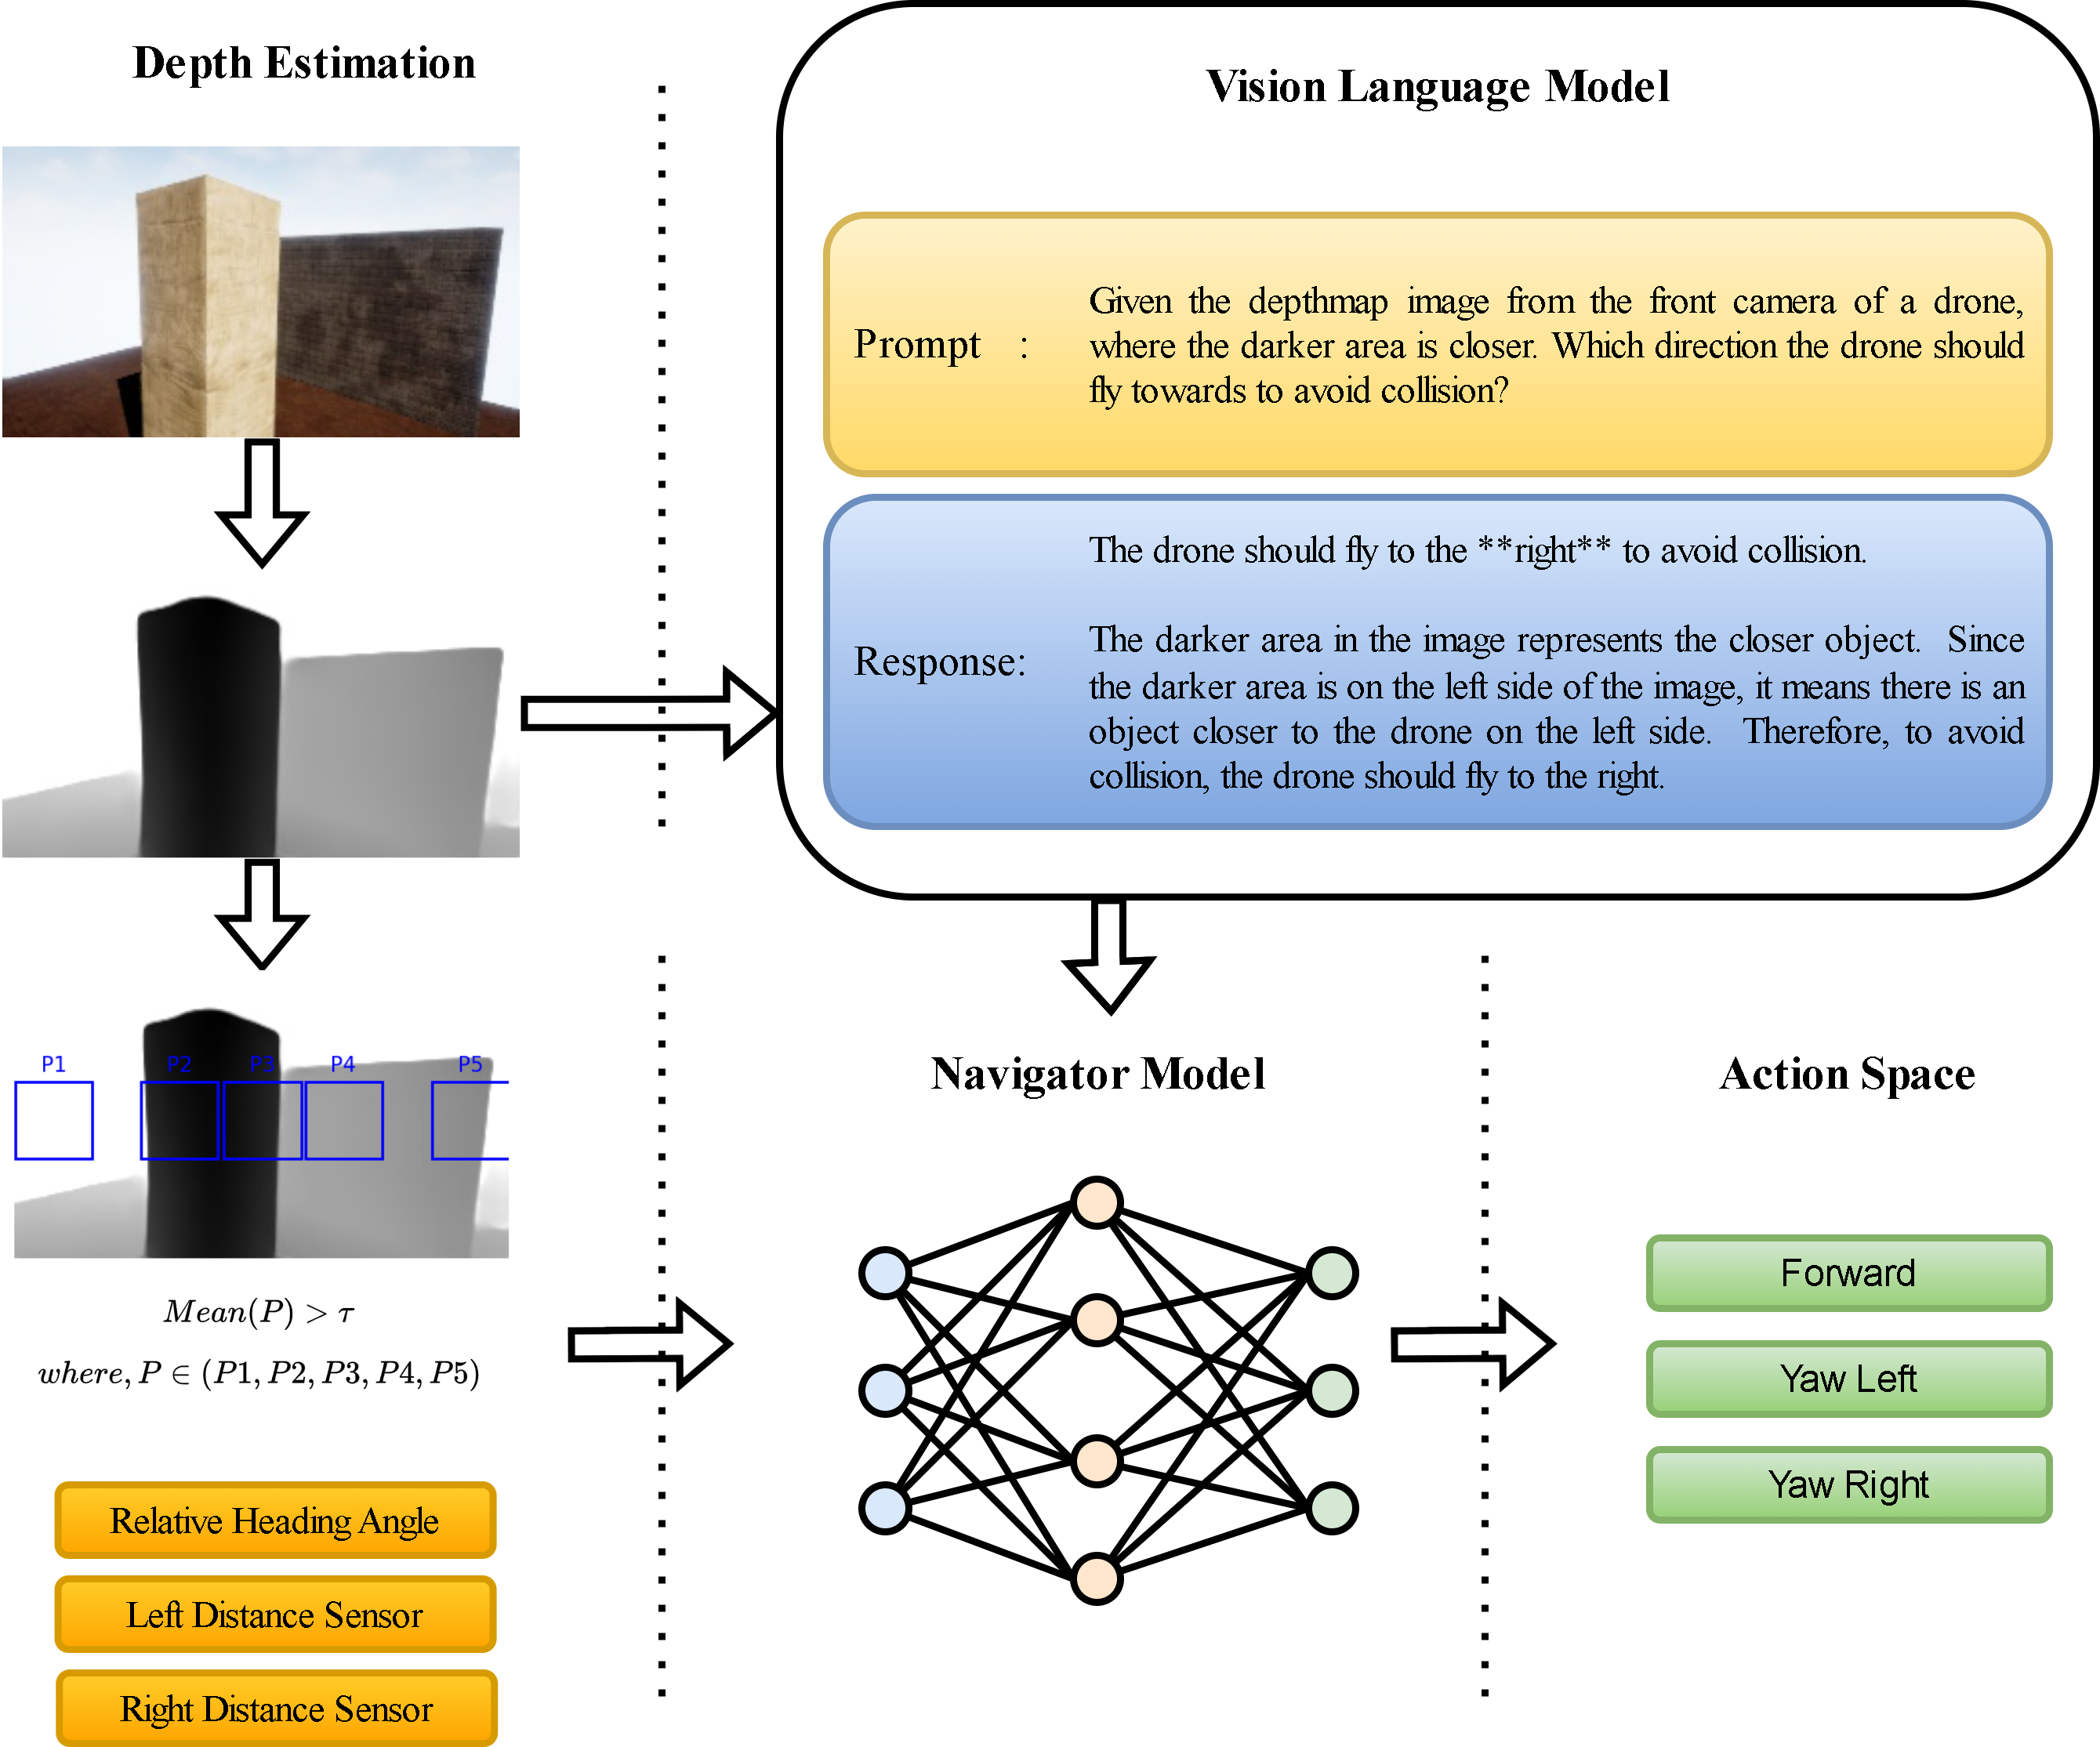 Depth Estimation
Vision Language Model
Prompt :
Given the depthmap image from the front camera of a drone,
where the darker area is closer. Which direction the drone should
fly towards to avoid collision?
Response:
The drone should fly to the **right** to avoid collision.
The darker area in the image represents the closer object. Since
the darker area is on the left side of the image, it means there is an
object closer to the drone on the left side. Therefore, to avoid
collision, the drone should fly to the right.
P1 P2 P3 P4 P5
Mean(P) > τ
where, P ∈ (P1, P2, P3, P4, P5)
Relative Heading Angle
Left Distance Sensor
Right Distance Sensor
Navigator Model
Action Space
Forward
Yaw Left
Yaw Right